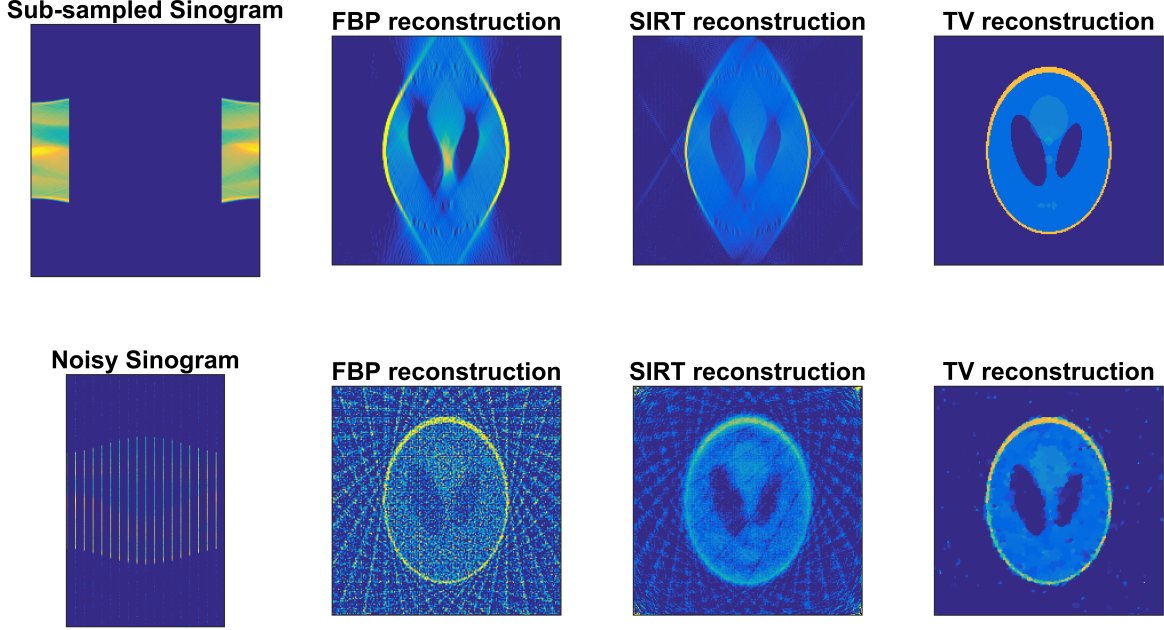 Sub-sampled Sinogram
FBP reconstruction
SIRT reconstruction
TV reconstruction
Noisy Sinogram
FBP reconstruction
SIRT reconstruction
TV reconstruction